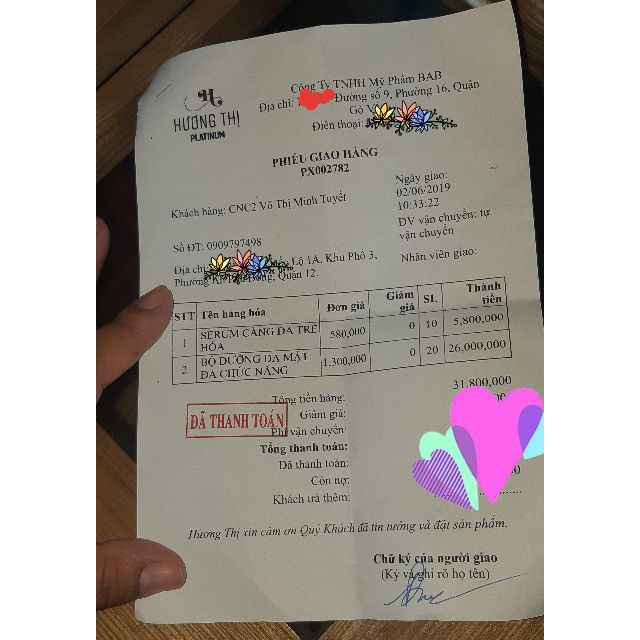 HƯƠNG THỊ
PLATINUM
Công Ty TNHH Mỹ Phẩm BAB
Địa chỉ: Đường số 9, Phường 16, Quận
Gò
Điện thoại:
PHIẾU GIAO HÀNG
PX002782
Ngày giao:
02/06/2019
10:33:22
Khách hàng: CNC2 Võ Thị Minh Tuyết
ĐV vận chuyển: tự
vận chuyển
Số ĐT: 0909797498
Nhân viên giao:
Địa chỉ: Lộ 1A, Khu Phố 3,
Phường Đông, Quận 12.
STT Tên hàng hóa Đơn giá Giảm giá SL Thành tiền
1 SERUM CĂNG DA TRẺ HÓA 580,000 0 10 5,800,000
2 BỘ DƯỠNG DA MẶT ĐA CHỨC NĂNG 1,300,000 0 20 26,000,000
Tổng tiền hàng: 31,800,000
Giảm giá:
Phí vận chuyển:
ĐÃ THANH TOÁN
Tổng thanh toán:
Đã thanh toán:
Còn nợ:
Khách trả thêm:
Hương Thị xin cảm ơn Quý Khách đã tin tưởng và đặt sản phẩm.
Chữ ký của người giao
(Ký và ghi rõ họ tên)